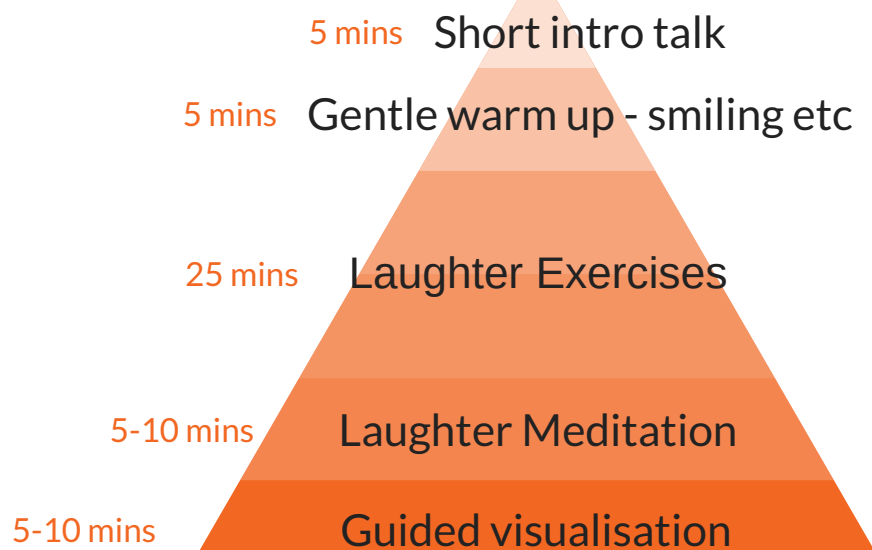 5 mins Short intro talk
5 mins Gentle warm up - smiling etc
25 mins Laughter Exercises
5-10 mins Laughter Meditation
5-10 mins Guided visualisation